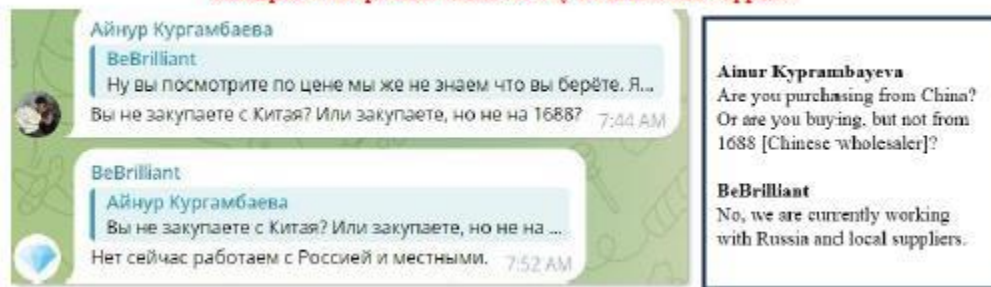 Айнур Кургамбаева
BeBrilliant
Ну вы посмотрите по цене мы же не знаем что вы берёте. Я...
Вы не закупаете с Китая? Или закупаете, но не на 1688? 7:44 AM
BeBrilliant
Айнур Кургамбаева
Вы не закупаете с Китая? Или закупаете, но не на ...
Нет сейчас работаем с Россией и местными. 7:52 AM
Ainur Kyprambayeva
Are you purchasing from China?
Or are you buying, but not from
1688 [Chinese wholesaler]?
BeBrilliant
No, we are currently working
with Russia and local suppliers.